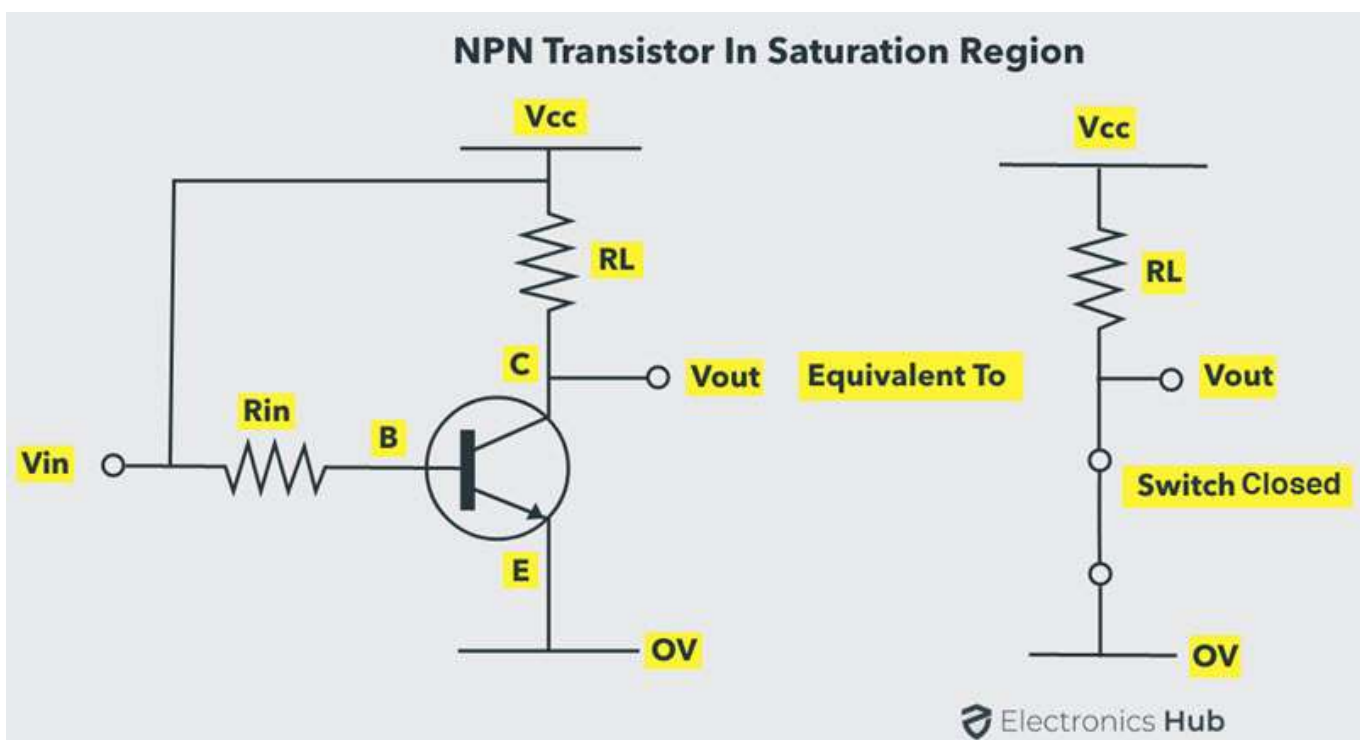 NPN Transistor In Saturation Region
Vcc
Vcc
RL
RL
C
Vout
Equivalent To
Vout
Rin
B
Vin
Switch Closed
E
OV
OV
Electronics Hub